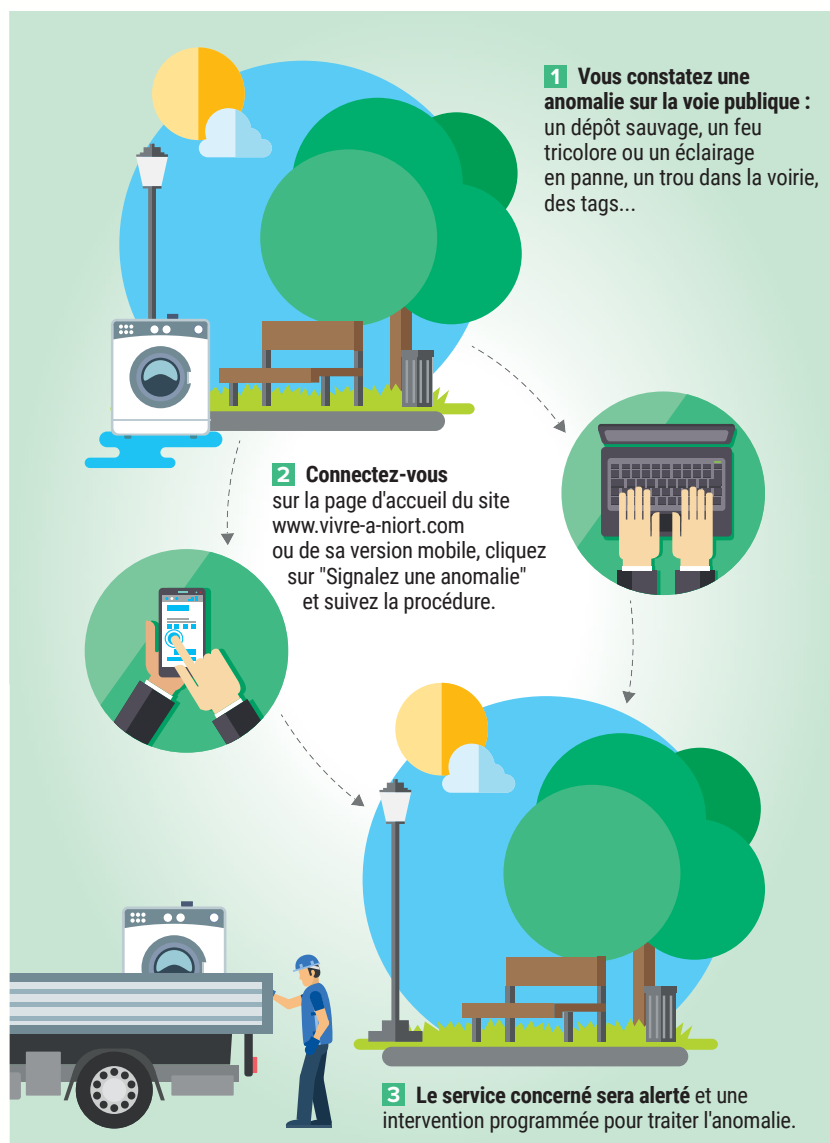 1 Vous constatez une
anomalie sur la voie publique :
un dépôt sauvage, un feu
tricolore ou un éclairage
en panne, un trou dans la voirie,
des tags...
2 Connectez-vous
sur la page d'accueil du site
www.vivre-a-niort.com
ou de sa version mobile, cliquez
sur "Signalez une anomalie"
et suivez la procédure.
3 Le service concerné sera alerté et une
intervention programmée pour traiter l'anomalie.